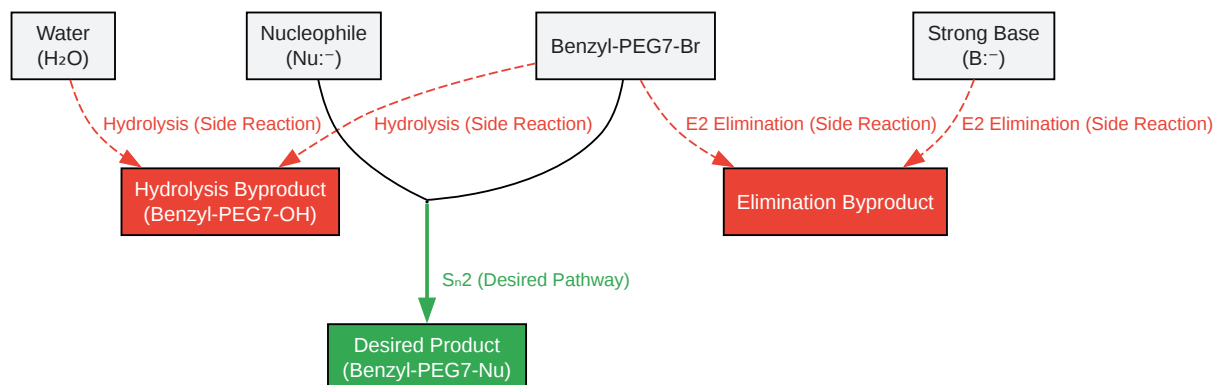 Water
(H₂O)
Nucleophile
(Nu:⁻)
Benzyl-PEG7-Br
Strong Base
(B:⁻)
Hydrolysis (Side Reaction)
Hydrolysis (Side Reaction)
E2 Elimination (Side Reaction)
E2 Elimination (Side Reaction)
Hydrolysis Byproduct
(Benzyl-PEG7-OH)
Elimination Byproduct
Sₙ2 (Desired Pathway)
Desired Product
(Benzyl-PEG7-Nu)